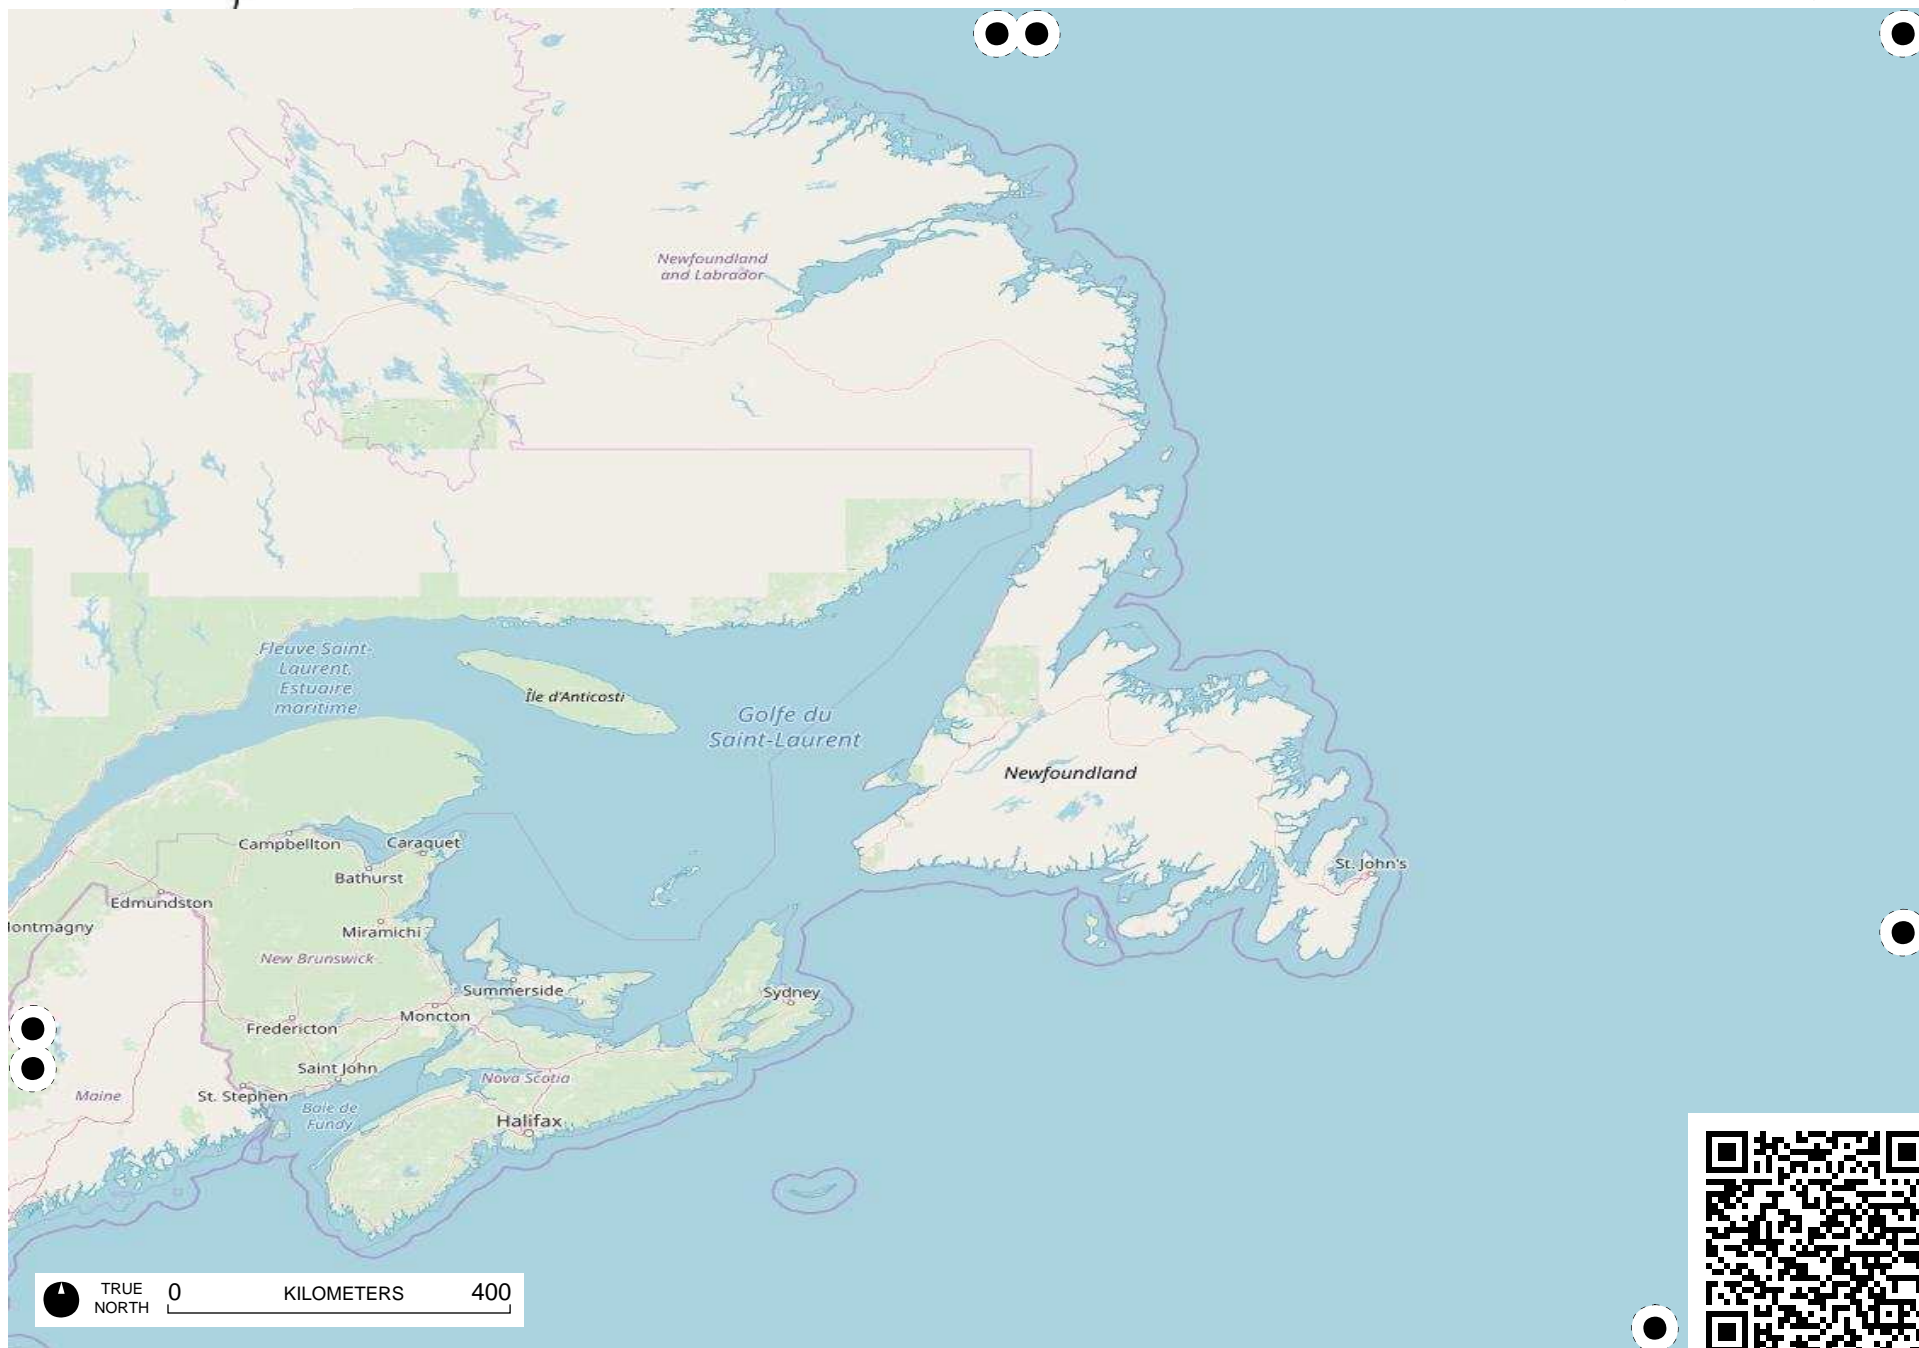 Newfoundland
and Labrador
Fleuve Saint-
Laurent,
Estuaire
maritime
Île d'Anticosti
Golfe du
Saint-Laurent
Newfoundland
Campbellton
Caraquet
Bathurst
St. John's
Edmundston
Miramichi
New Brunswick
Summerside
Sydney
Moncton
Fredericton
Saint John
Nova Scotia
Maine
St. Stephen
Baie de
Fundy
Halifax
TRUE
NORTH
0 KILOMETERS 400